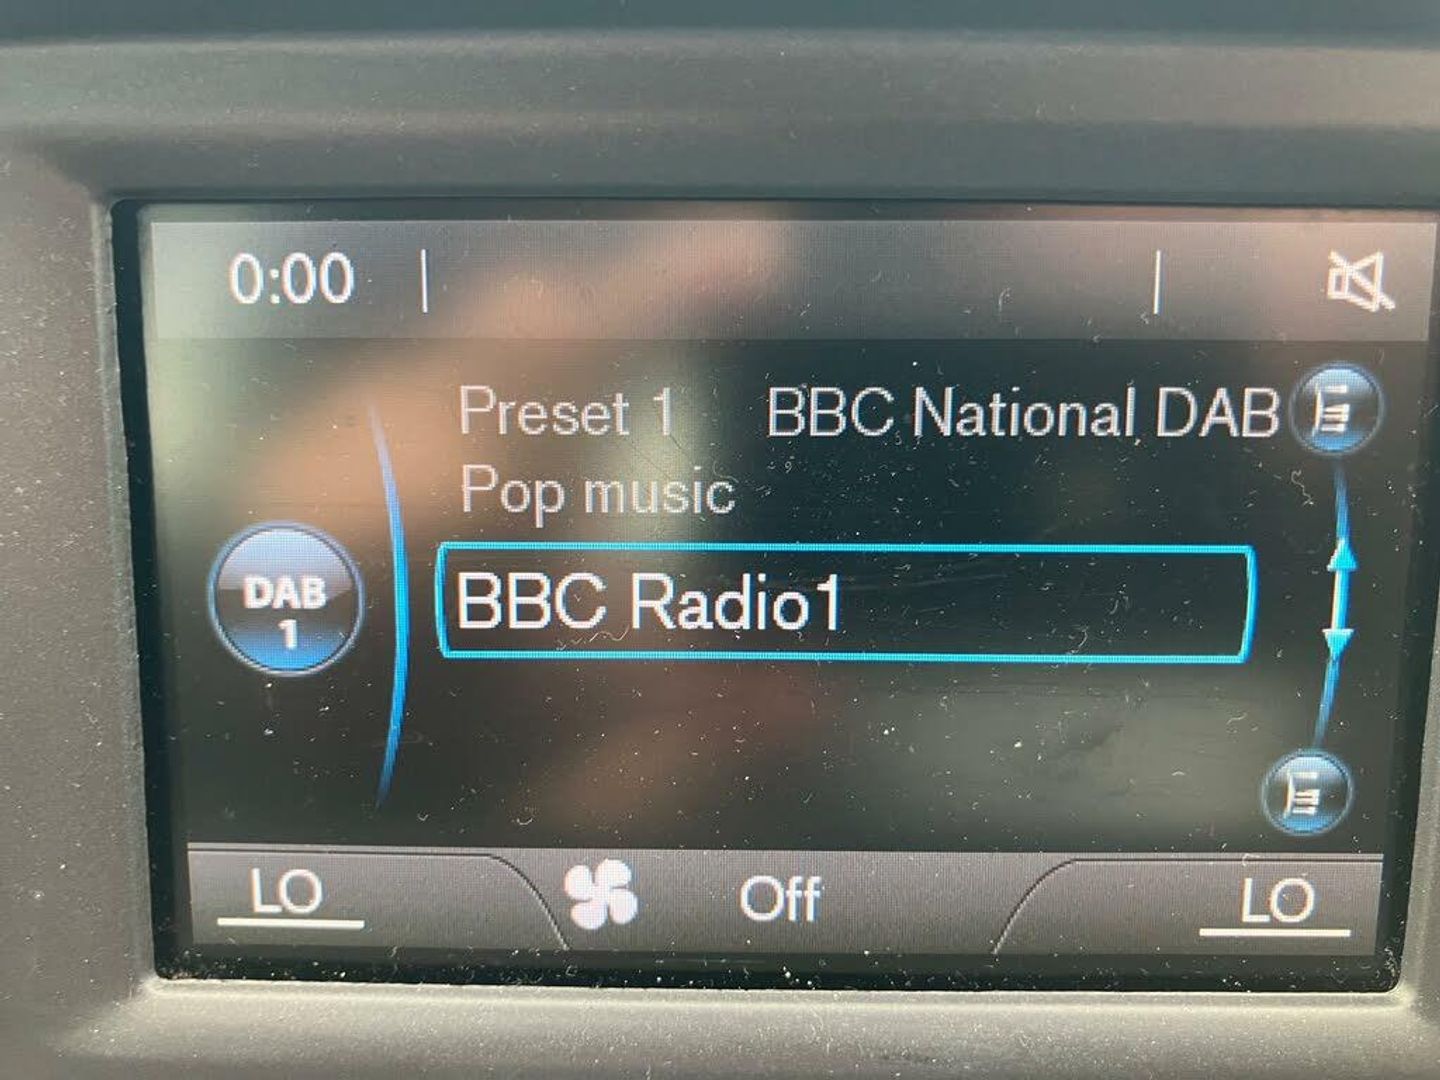 0:00
Preset 1 BBC National DAB
Pop music
DAB
1
BBC Radio1
LO Off LO